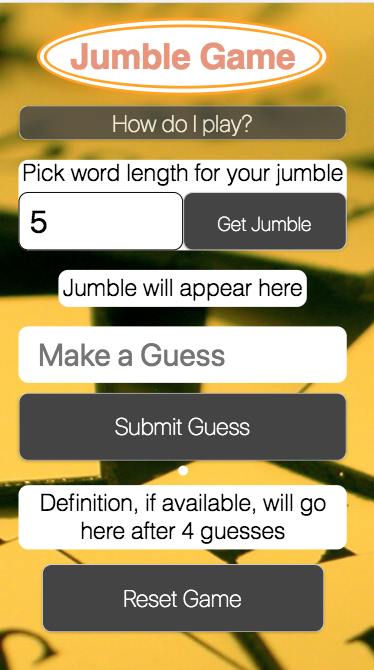 Jumble Game
How do I play?
Pick word length for your jumble
5
Get Jumble
Jumble will appear here
Make a Guess
Submit Guess
Definition, if available, will go
here after 4 guesses
Reset Game